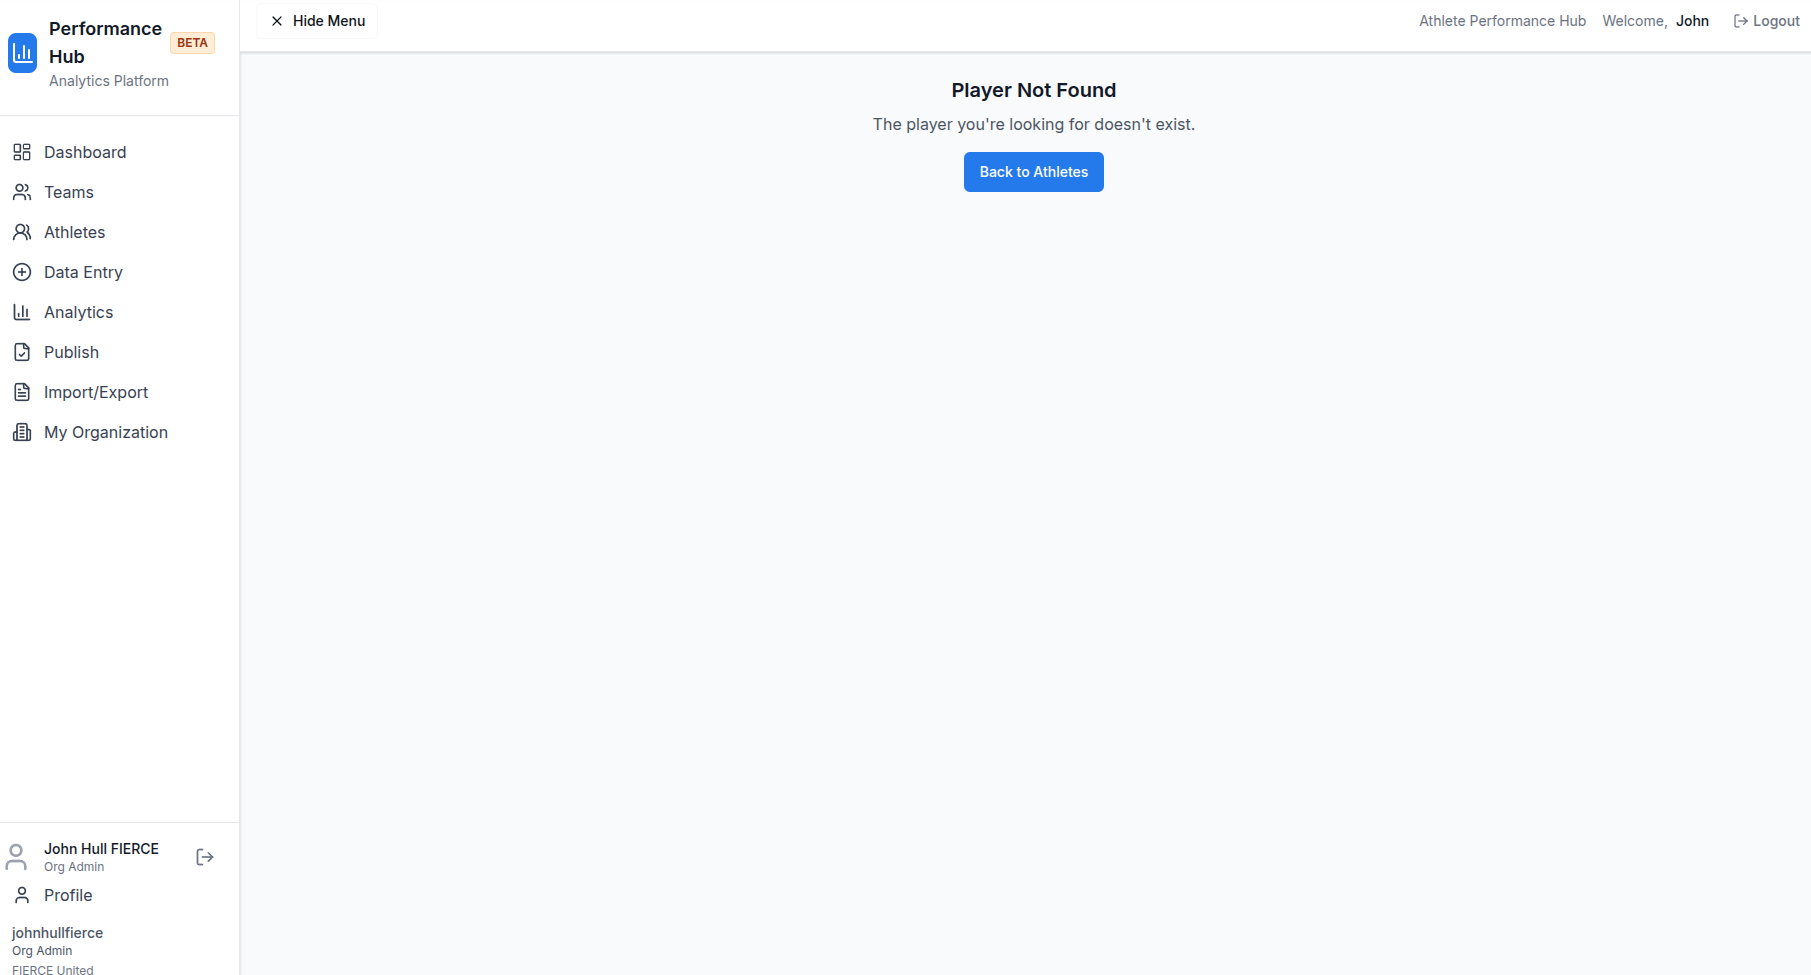 Performance
Hub
BETA
Analytics Platform
Dashboard
Teams
Athletes
Data Entry
Analytics
Publish
Import/Export
My Organization
John Hull FIERCE
Org Admin
Profile
johnhullfierce
Org Admin
FIERCE United
Hide Menu
Athlete Performance Hub Welcome, John Logout
Player Not Found
The player you're looking for doesn't exist.
Back to Athletes